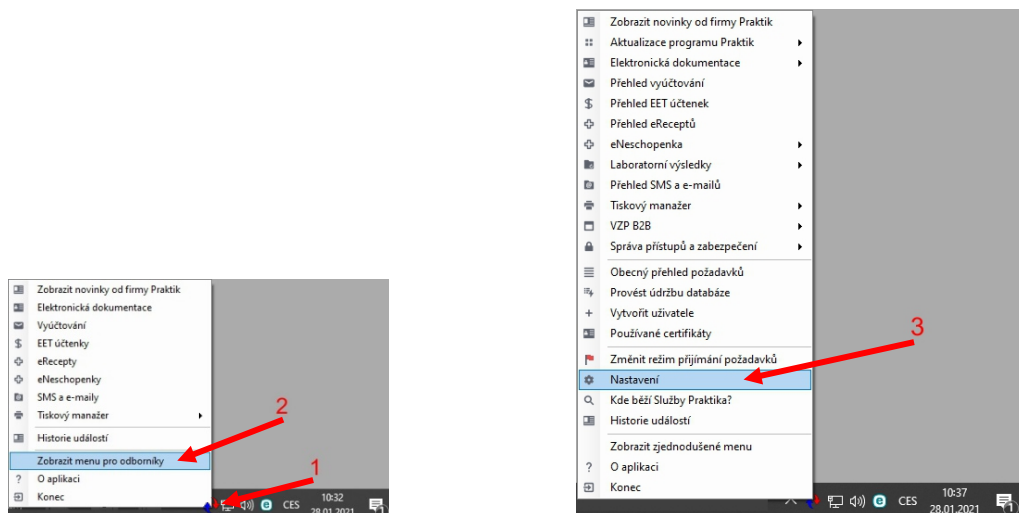 Zobrazit novinky od firmy Praktik
Elektronická dokumentace
Vyúčtování
EET účtenky
eRecepty
eNeschopenky
SMS a e-maily
Tiskový manažer
Historie událostí
Zobrazit menu pro odborníky
O aplikaci
Konec
2
1
CES
10:32
28.01.2021
Zobrazit novinky od firmy Praktik
Aktualizace programu Praktik
Elektronická dokumentace
Přehled vyúčtování
Přehled EET účtenek
Přehled eReceptů
eNeschopenka
Laboratorní výsledky
Přehled SMS a e-mailů
Tiskový manažer
VZP B2B
Správa přístupů a zabezpečení
Obecný přehled požadavků
Provést údržbu databáze
Vytvořit uživatele
Používané certifikáty
Změnit režim přijímání požadavků
Nastavení
Kde běží Služby Praktika?
Historie událostí
Zobrazit zjednodušené menu
O aplikaci
Konec
3
CES
10:37
28.01.2021